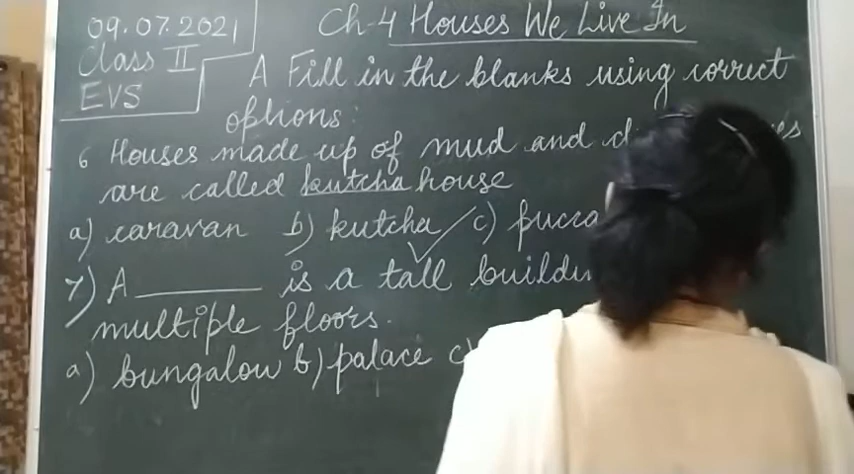 09.07.2021
Class II
EVS
Ch-4 Houses We Live In
A Fill in the blanks using correct
options:
6 Houses made up of mud and
are called kutcha house
a) caravan b) kutcha ✓ c) pucca
7) A ________ is a tall
multiple floors.
a) bungalow b) palace c)